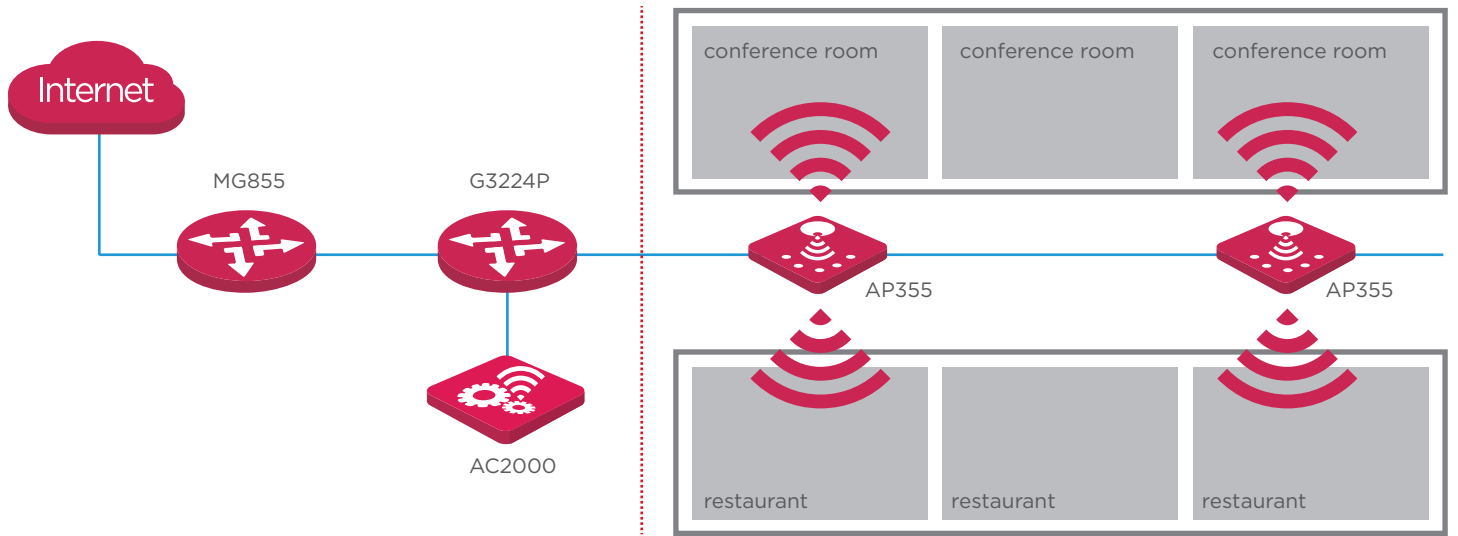 Internet
MG855
G3224P
AC2000
conference room
conference room
conference room
AP355
AP355
restaurant
restaurant
restaurant